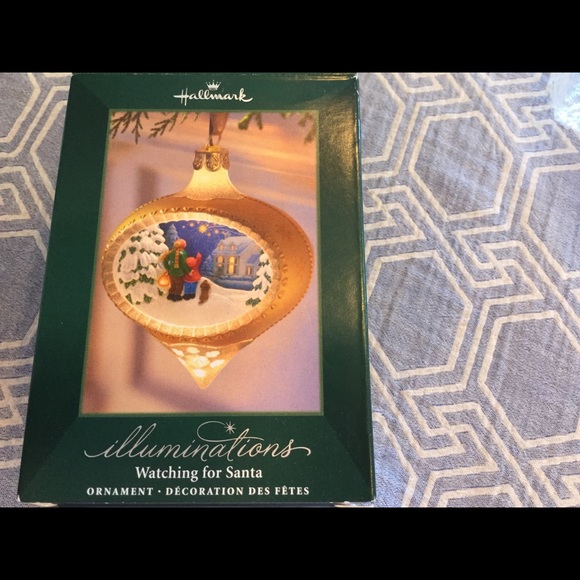 Hallmark
illuminations
Watching for Santa
ORNAMENT · DÉCORATION DES FÊTES